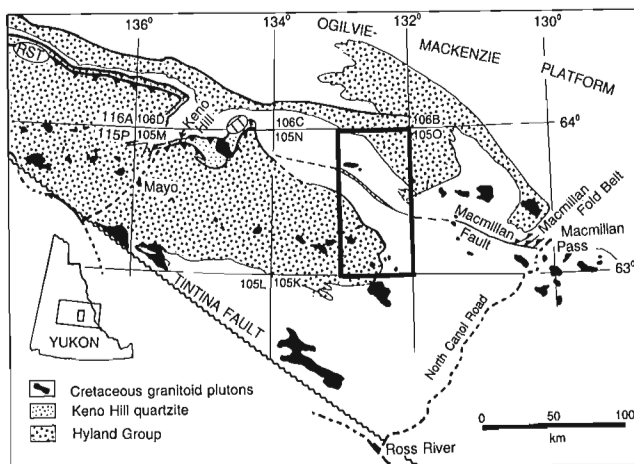 OGILVIE-
MACKENZIE
PLATFORM
136°
134°
132°
130°
RST
116A
106D
115P
105M
Keno
Hill
106C
105N
106B
105O
64°
Mayo
Macmillan
Fold Belt
Macmillan
Fault
Macmillan
Pass
63°
105L
105K
TINTINA FAULT
YUKON
North Canol Road
Cretaceous granitoid plutons
Keno Hill quartzite
Hyland Group
0 50 100
km
Ross River